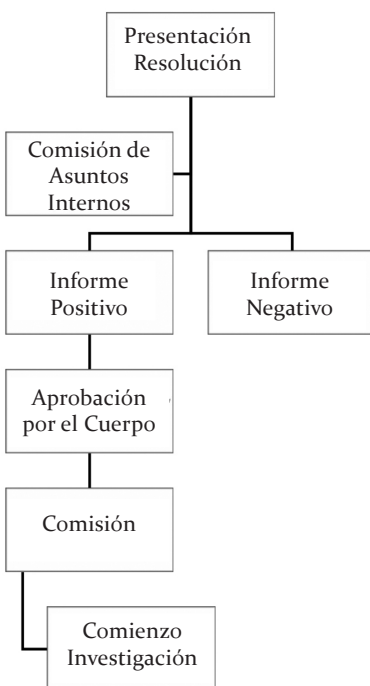 Presentación
Resolución
Comisión de
Asuntos
Internos
Informe
Positivo
Informe
Negativo
Aprobación
por el Cuerpo
Comisión
Comienzo
Investigación